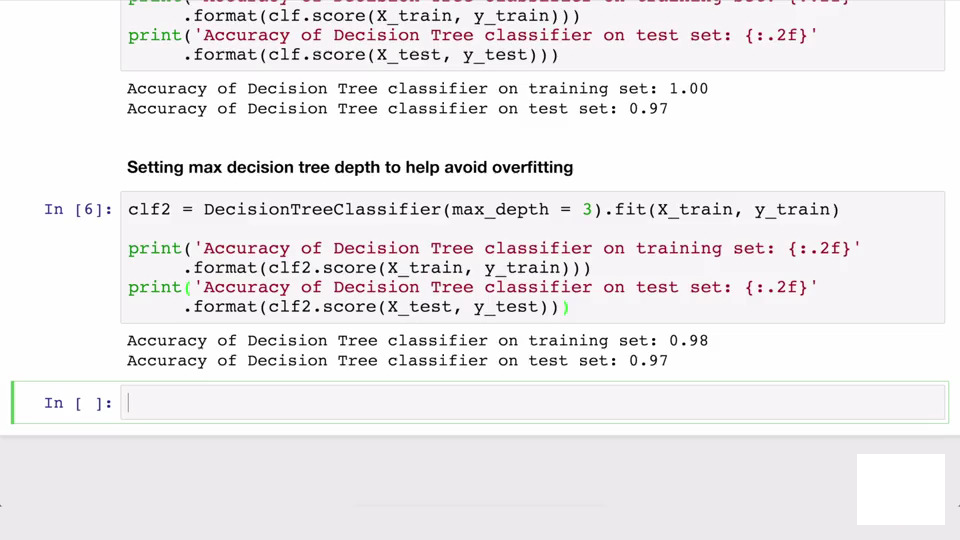 .format(clf.score(X_train, y_train)))
print('Accuracy of Decision Tree classifier on test set: {:.2f}'
.format(clf.score(X_test, y_test)))
Accuracy of Decision Tree classifier on training set: 1.00
Accuracy of Decision Tree classifier on test set: 0.97
Setting max decision tree depth to help avoid overfitting
In [6]: clf2 = DecisionTreeClassifier(max_depth = 3).fit(X_train, y_train)
print('Accuracy of Decision Tree classifier on training set: {:.2f}'
.format(clf2.score(X_train, y_train)))
print('Accuracy of Decision Tree classifier on test set: {:.2f}'
.format(clf2.score(X_test, y_test)))
Accuracy of Decision Tree classifier on training set: 0.98
Accuracy of Decision Tree classifier on test set: 0.97
In [ ]: